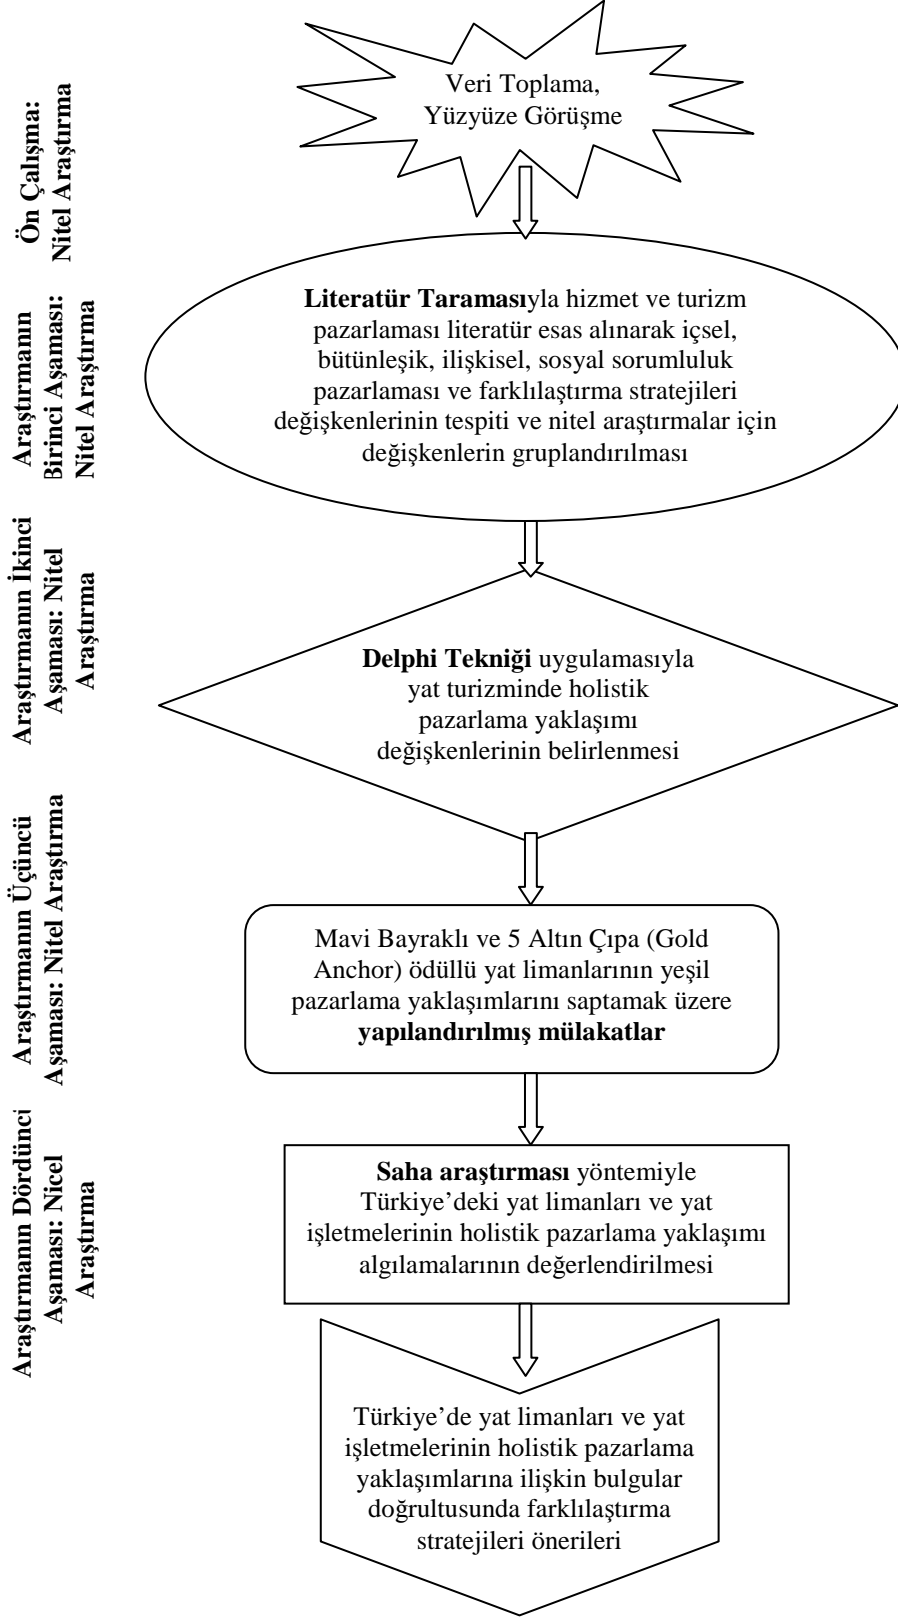 Ön Çalışma:
Nitel Araştırma
Veri Toplama,
Yüzyüze Görüşme
Araştırmanın
Birinci Aşaması:
Nitel Araştırma
Literatür Taramasıyla hizmet ve turizm
pazarlaması literatür esas alınarak içsel,
bütünleşik, ilişkisel, sosyal sorumluluk
pazarlaması ve farklılaştırma stratejileri
değişkenlerinin tespiti ve nitel araştırmalar için
değişkenlerin gruplandırılması
Araştırmanın İkinci
Aşaması: Nitel
Araştırma
Delphi Tekniği uygulamasıyla
yat turizminde holistik
pazarlama yaklaşımı
değişkenlerinin belirlenmesi
Araştırmanın Üçüncü
Aşaması: Nitel Araştırma
Mavi Bayraklı ve 5 Altın Çıpa (Gold
Anchor) ödüllü yat limanlarının yeşil
pazarlama yaklaşımlarını saptamak üzere
yapılandırılmış mülakatlar
Araştırmanın Dördüncü
Aşaması: Nicel
Araştırma
Saha araştırması yöntemiyle
Türkiye’deki yat limanları ve yat
işletmelerinin holistik pazarlama yaklaşımı
algılamalarının değerlendirilmesi
Türkiye’de yat limanları ve yat
işletmelerinin holistik pazarlama
yaklaşımlarına ilişkin bulgular
doğrultusunda farklılaştırma
stratejileri önerileri